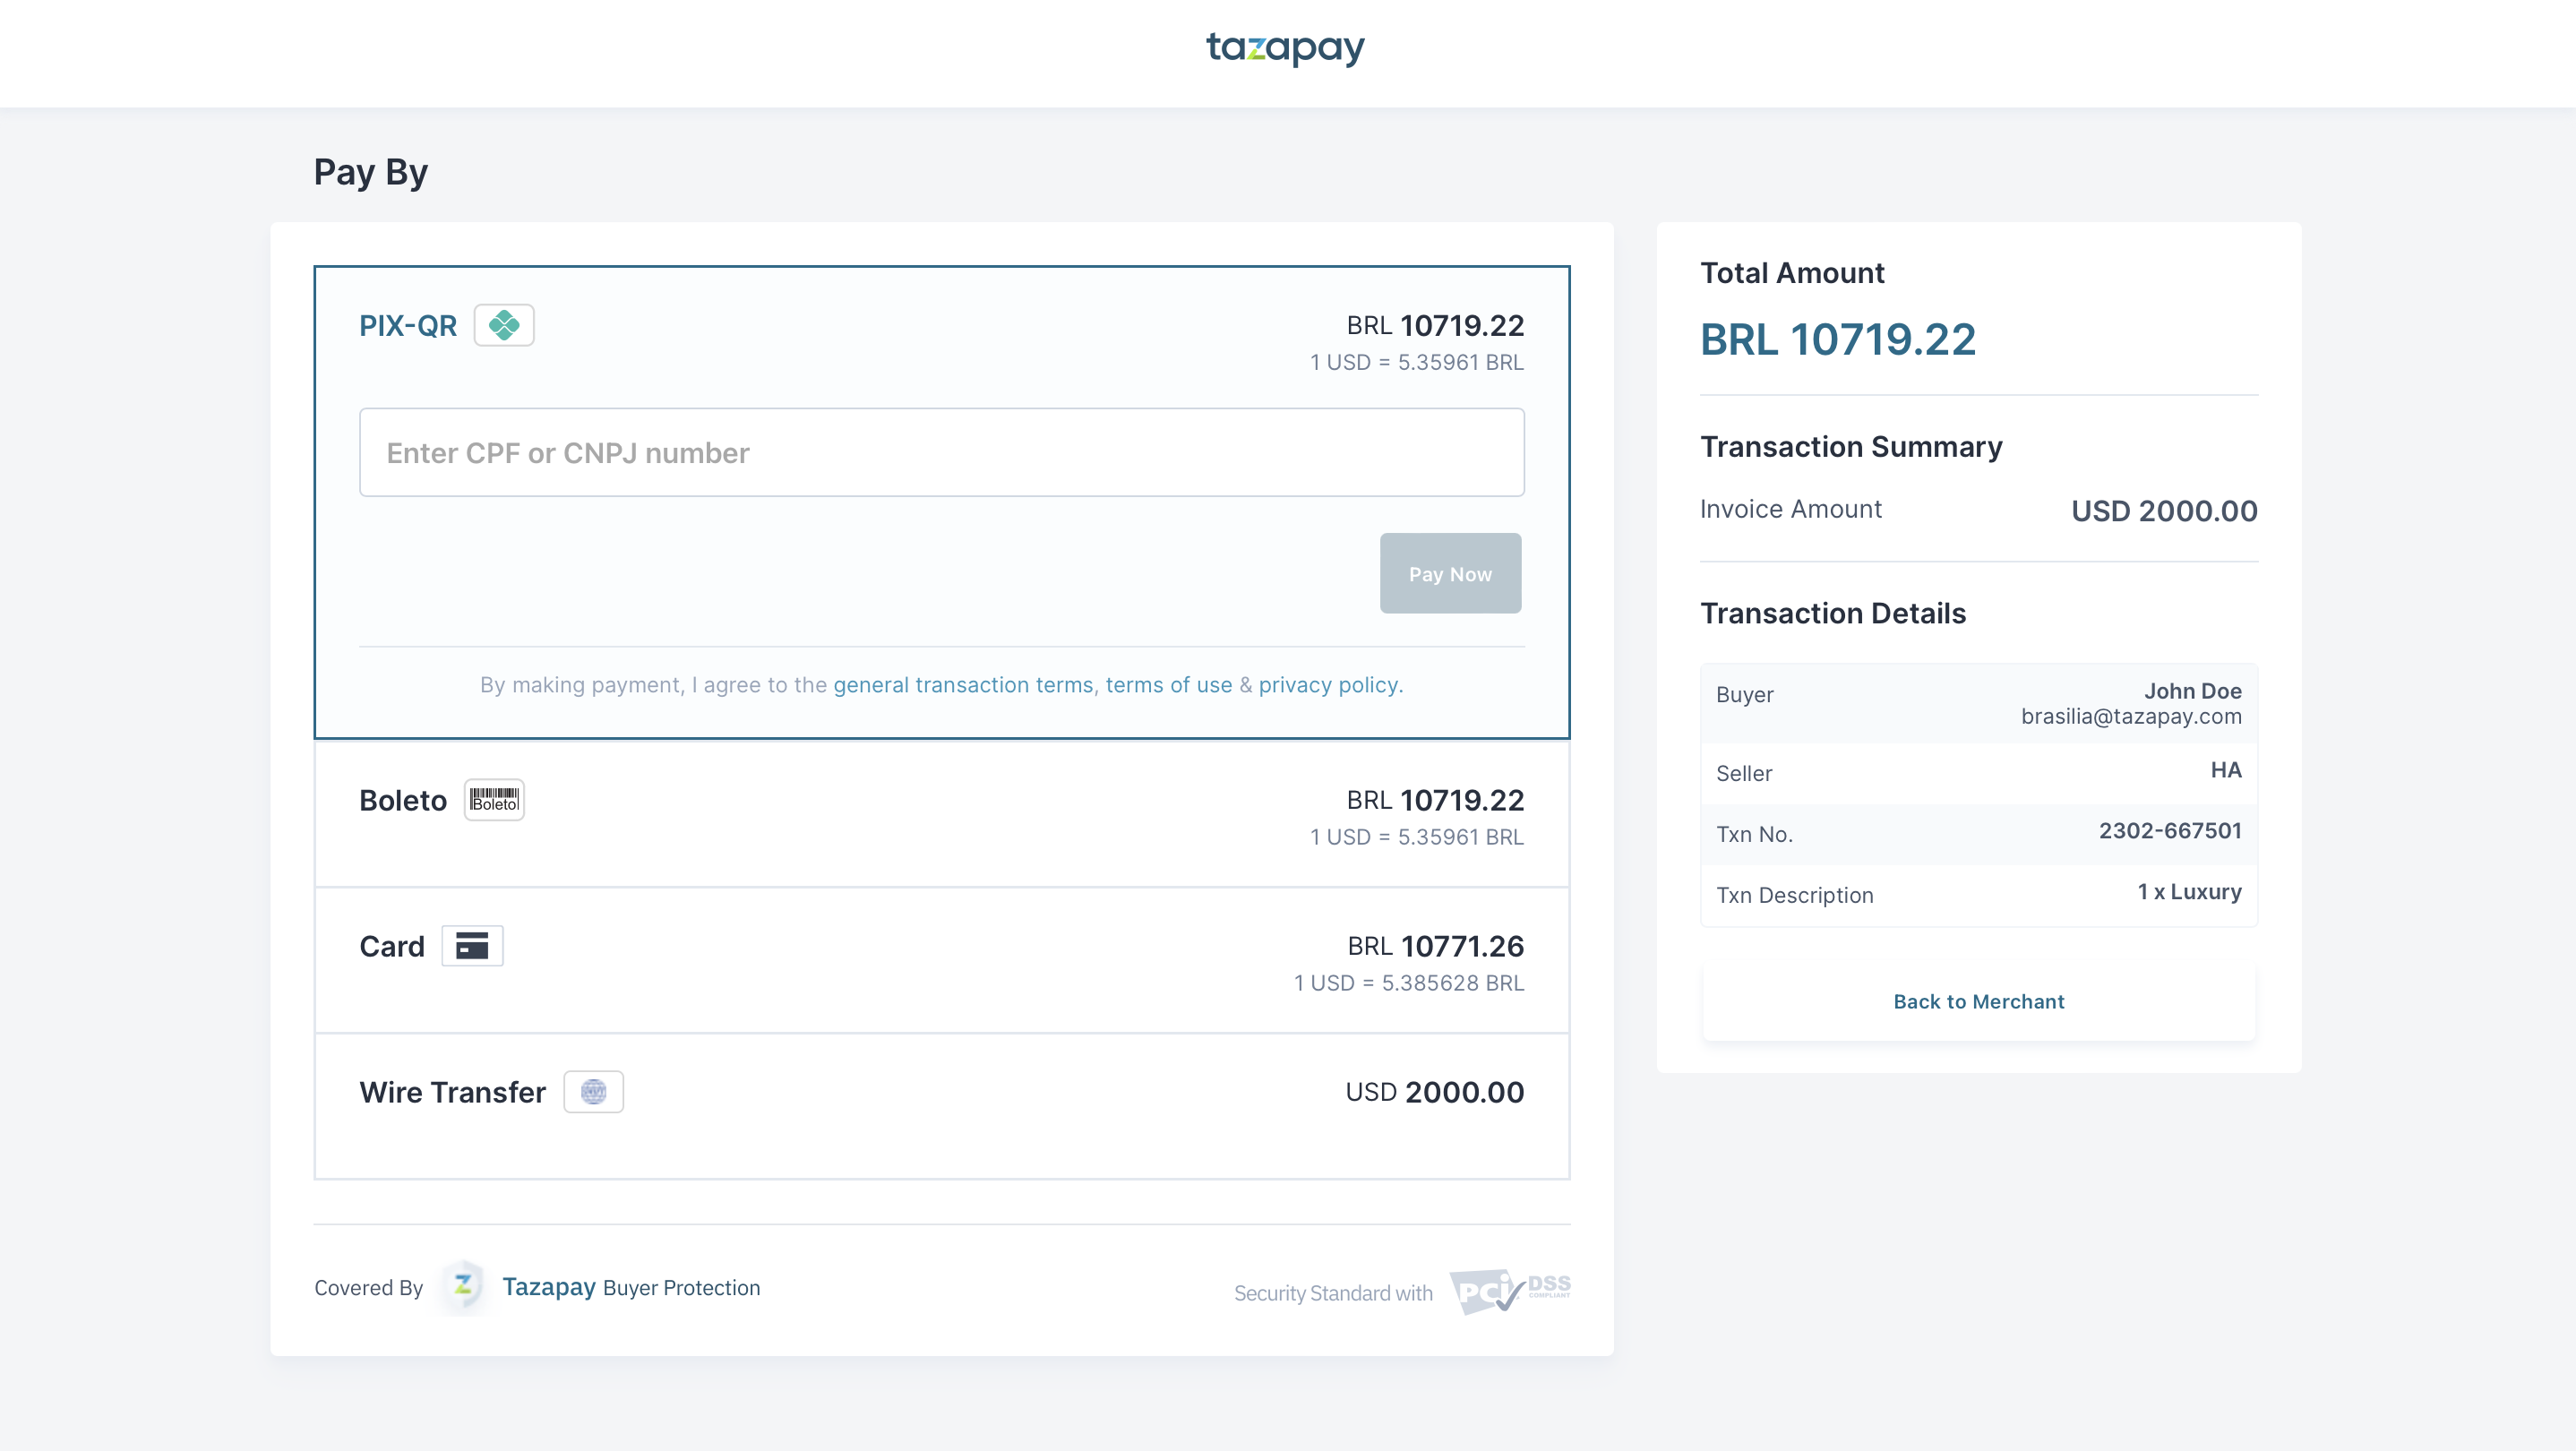 tazapay
Pay By
PIX-QR
BRL 10719.22
1 USD = 5.35961 BRL
Enter CPF or CNPJ number
Pay Now
By making payment, I agree to the general transaction terms, terms of use & privacy policy.
Boleto
Boleto
BRL 10719.22
1 USD = 5.35961 BRL
Card
BRL 10771.26
1 USD = 5.385628 BRL
Wire Transfer
USD 2000.00
Covered By
Tazapay Buyer Protection
Security Standard with
PCi DSS
COMPLIANT
Total Amount
BRL 10719.22
Transaction Summary
Invoice Amount USD 2000.00
Transaction Details
Buyer John Doe
brasilia@tazapay.com
Seller HA
Txn No. 2302-667501
Txn Description 1 x Luxury
Back to Merchant